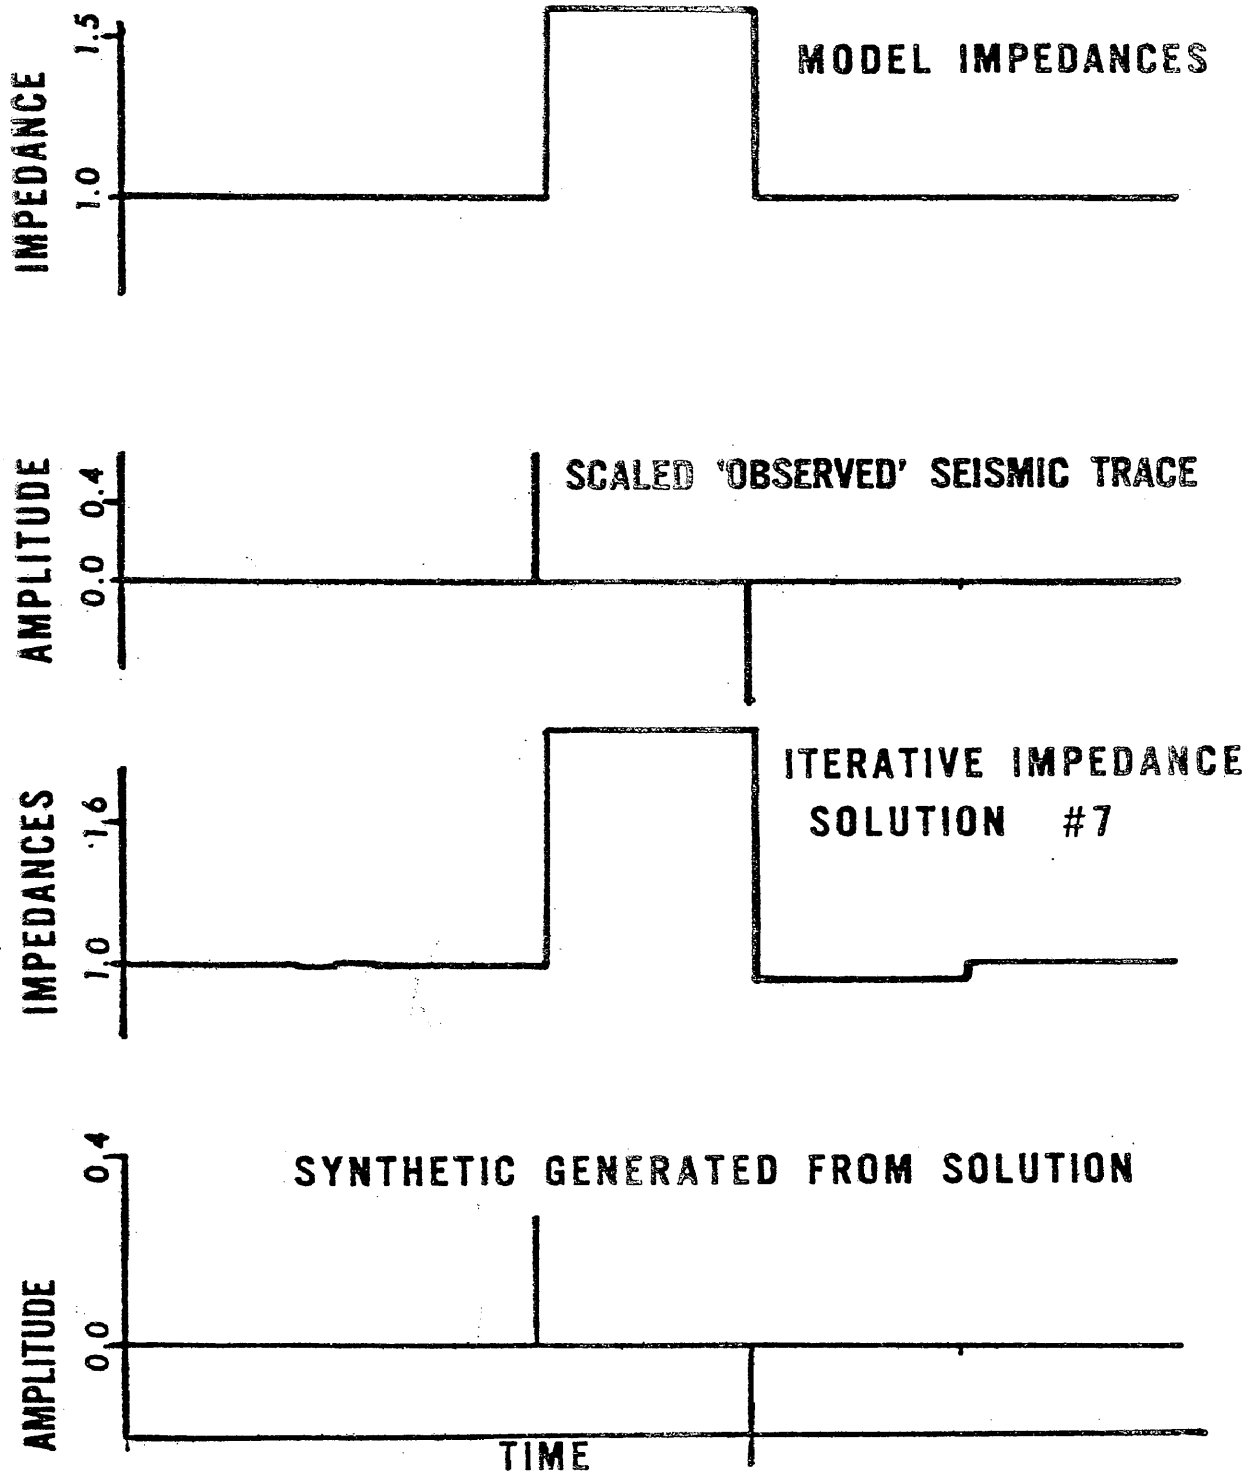 1.5
1.0
IMPEDANCE
MODEL IMPEDANCES
0.4
0.0
AMPLITUDE
SCALED 'OBSERVED' SEISMIC TRACE
1.6
1.0
IMPEDANCES
ITERATIVE IMPEDANCE
SOLUTION #7
0.4
0.0
AMPLITUDE
SYNTHETIC GENERATED FROM SOLUTION
TIME